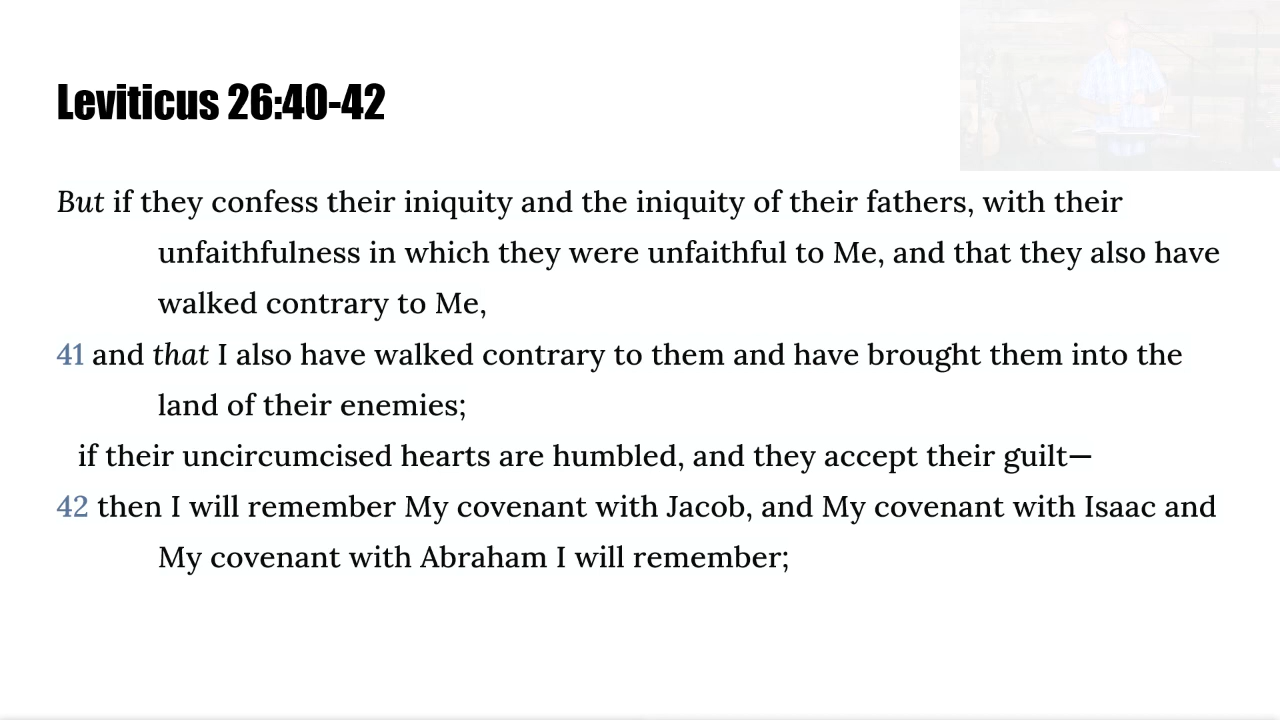 Leviticus 26:40-42
But if they confess their iniquity and the iniquity of their fathers, with their
unfaithfulness in which they were unfaithful to Me, and that they also have
walked contrary to Me,
41 and that I also have walked contrary to them and have brought them into the
land of their enemies;
if their uncircumcised hearts are humbled, and they accept their guilt—
42 then I will remember My covenant with Jacob, and My covenant with Isaac and
My covenant with Abraham I will remember;